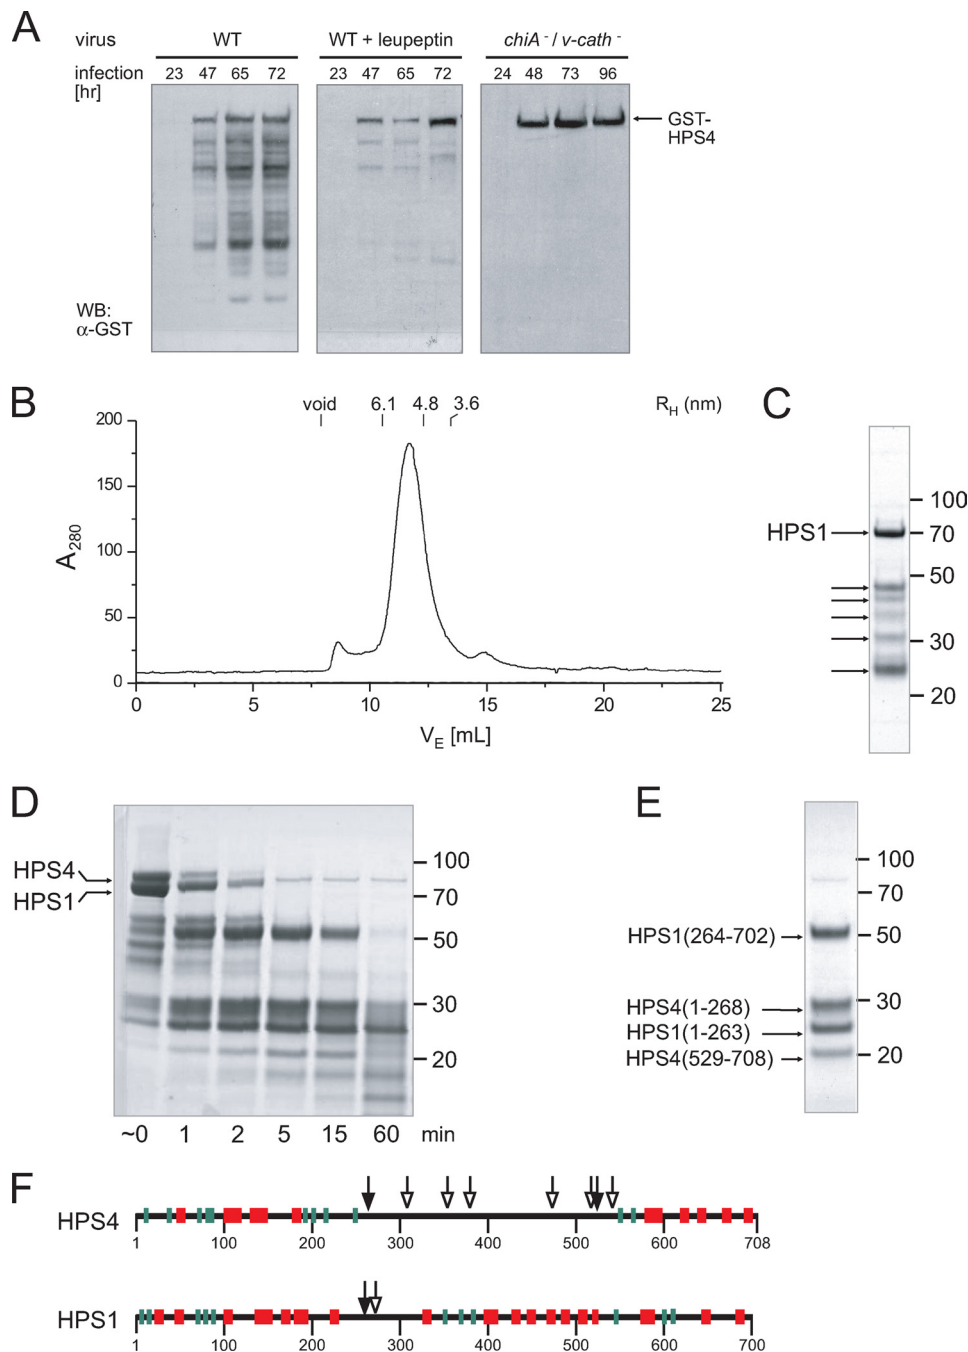 A
virus WT WT + leupeptin chiA - / v-cath -
infection [hr] 23 47 65 72 23 47 65 72 24 48 73 96
GST-HPS4
WB:
α-GST
B
void 6.1 4.8 3.6 RH (nm)
200
150
100
50
0
A280
0 5 10 15 20 25
VE [mL]
C
HPS1
100
70
50
30
20
D
HPS4
HPS1
100
70
50
30
20
~0 1 2 5 15 60 min
E
HPS1(264-702)
HPS4(1-268)
HPS1(1-263)
HPS4(529-708)
100
70
50
30
20
F
HPS4
1 100 200 300 400 500 600 708
HPS1
1 100 200 300 400 500 600 700